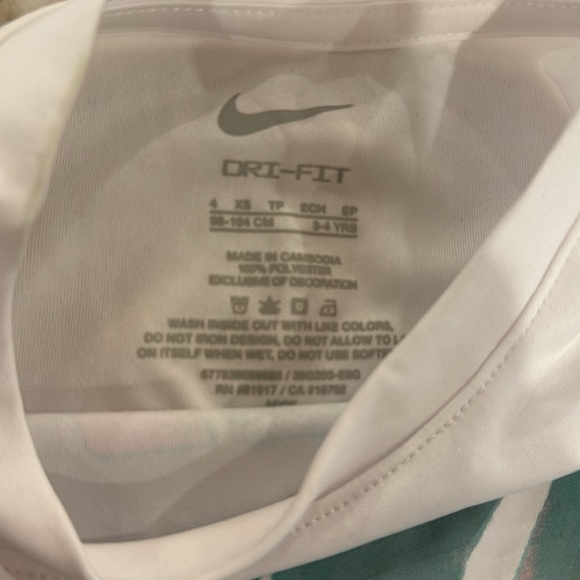 DRI-FIT
4 XS TP ECH EP
98-104 CM 3-4 YRS
MADE IN CAMBODIA
100% POLYESTER
EXCLUSIVE OF DECORATION
WASH INSIDE OUT WITH LIKE COLORS,
DO NOT IRON DESIGN, DO NOT ALLOW TO
ON ITSELF WHEN WET, DO NOT USE
RN #81917 / CA #18702